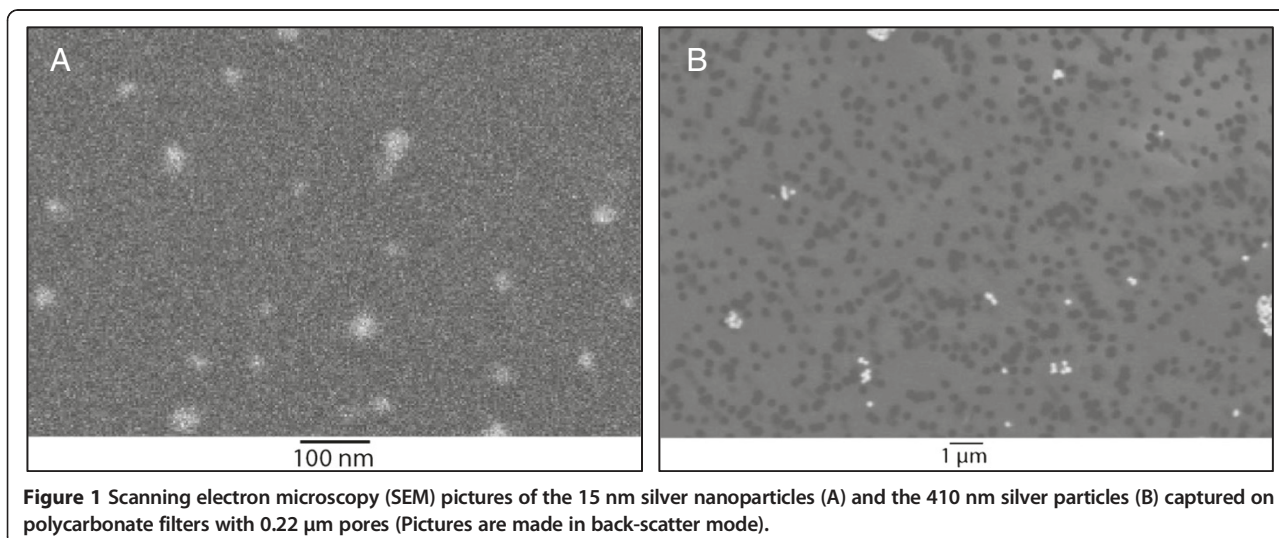 A
B
100 nm
1 µm
Figure 1 Scanning electron microscopy (SEM) pictures of the 15 nm silver nanoparticles (A) and the 410 nm silver particles (B) captured on
polycarbonate filters with 0.22 µm pores (Pictures are made in back-scatter mode).